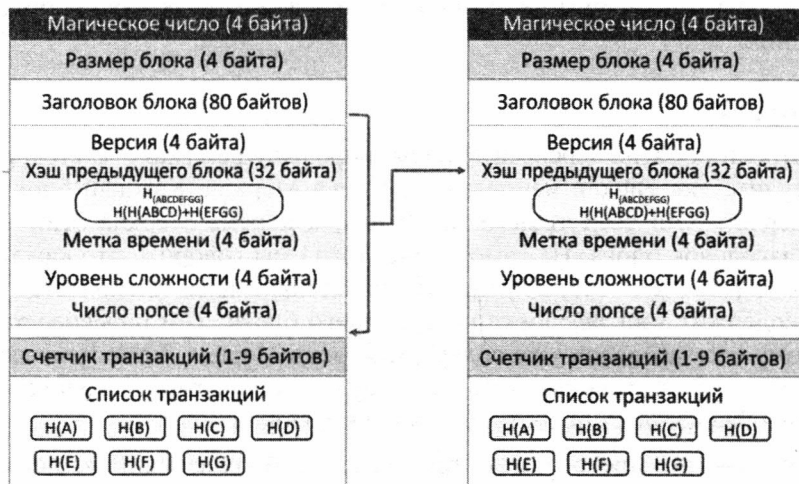 Магическое число (4 байта)
Размер блока (4 байта)
Заголовок блока (80 байтов)
Версия (4 байта)
Хэш предыдущего блока (32 байта)
H(ABCDEFGG)
H(H(ABCD)+H(EFGG)
Метка времени (4 байта)
Уровень сложности (4 байта)
Число nonce (4 байта)
Счетчик транзакций (1-9 байтов)
Список транзакций
H(A) H(B) H(C) H(D)
H(E) H(F) H(G)
Магическое число (4 байта)
Размер блока (4 байта)
Заголовок блока (80 байтов)
Версия (4 байта)
Хэш предыдущего блока (32 байта)
H(ABCDEFGG)
H(H(ABCD)+H(EFGG)
Метка времени (4 байта)
Уровень сложности (4 байта)
Число nonce (4 байта)
Счетчик транзакций (1-9 байтов)
Список транзакций
H(A) H(B) H(C) H(D)
H(E) H(F) H(G)